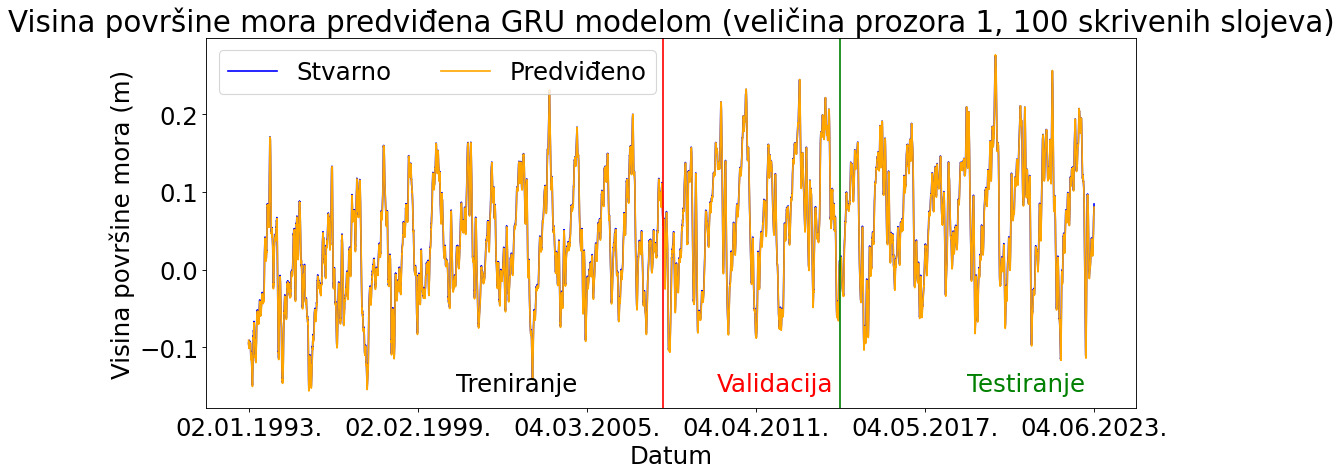 Visina površine mora predviđena GRU modelom (veličina prozora 1, 100 skrivenih slojeva)
Stvarno Predviđeno
Visina površine mora (m)
0.2
0.1
0.0
−0.1
Treniranje Validacija Testiranje
02.01.1993. 02.02.1999. 04.03.2005. 04.04.2011. 04.05.2017. 04.06.2023.
Datum